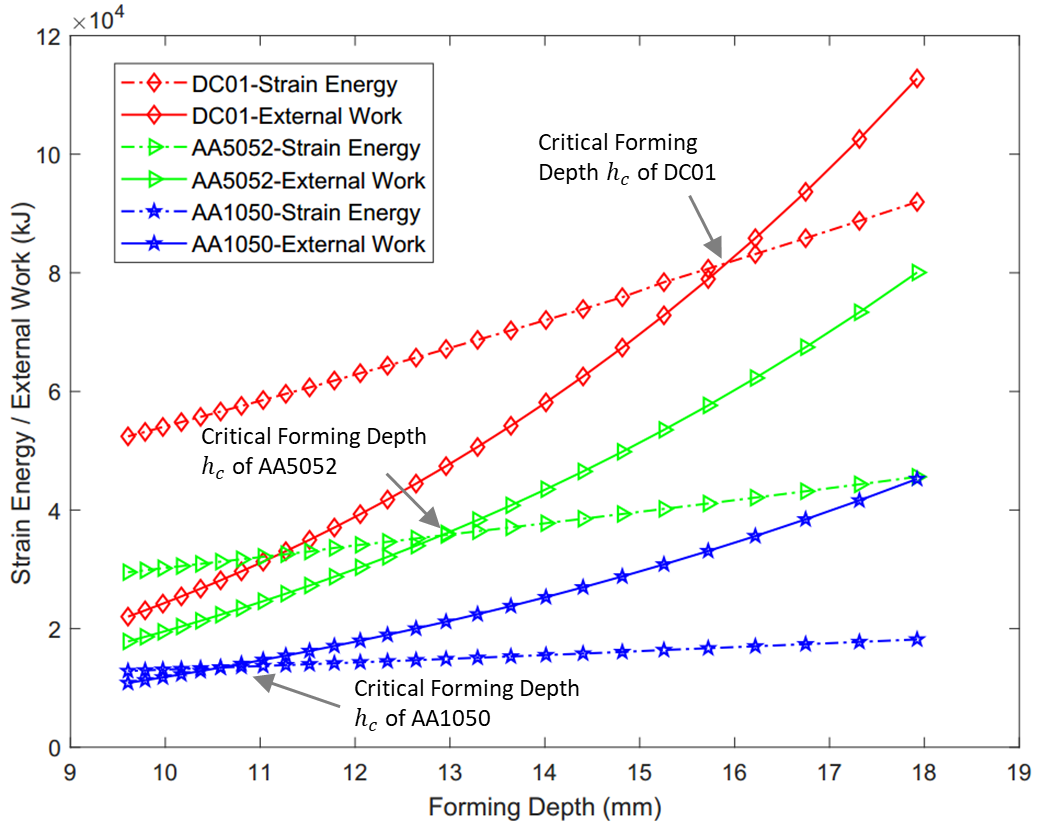 ×10⁴
12
10
8
6
4
2
0
Strain Energy / External Work (kJ)
DC01-Strain Energy
DC01-External Work
AA5052-Strain Energy
AA5052-External Work
AA1050-Strain Energy
AA1050-External Work
Critical Forming
Depth h_c of DC01
Critical Forming Depth
h_c of AA5052
Critical Forming Depth
h_c of AA1050
9 10 11 12 13 14 15 16 17 18 19
Forming Depth (mm)